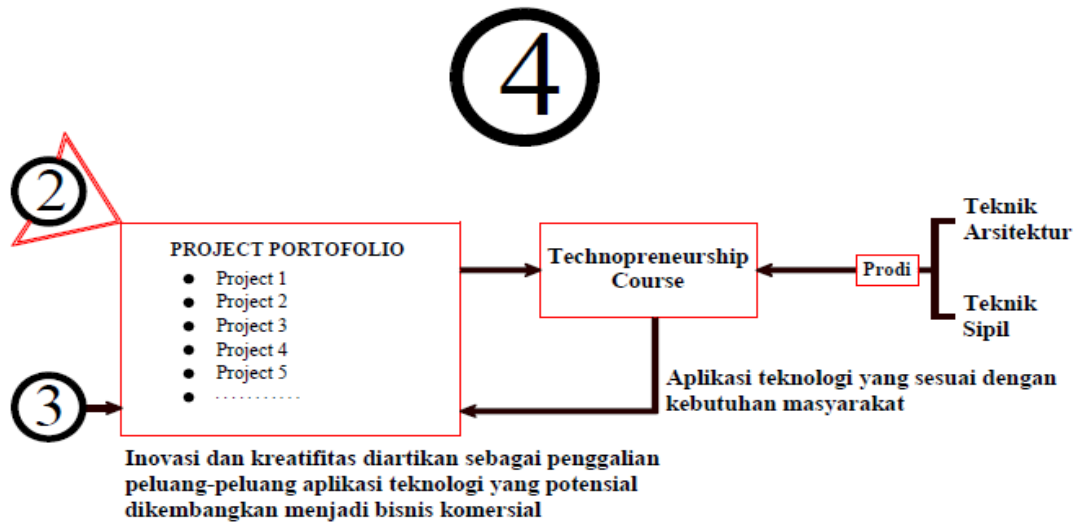 4
2
PROJECT PORTOFOLIO
Project 1
Project 2
Project 3
Project 4
Project 5
...........
3
Technopreneurship
Course
Prodi
Teknik
Arsitektur
Teknik
Sipil
Aplikasi teknologi yang sesuai dengan
kebutuhan masyarakat
Inovasi dan kreatifitas diartikan sebagai penggalian
peluang-peluang aplikasi teknologi yang potensial
dikembangkan menjadi bisnis komersial